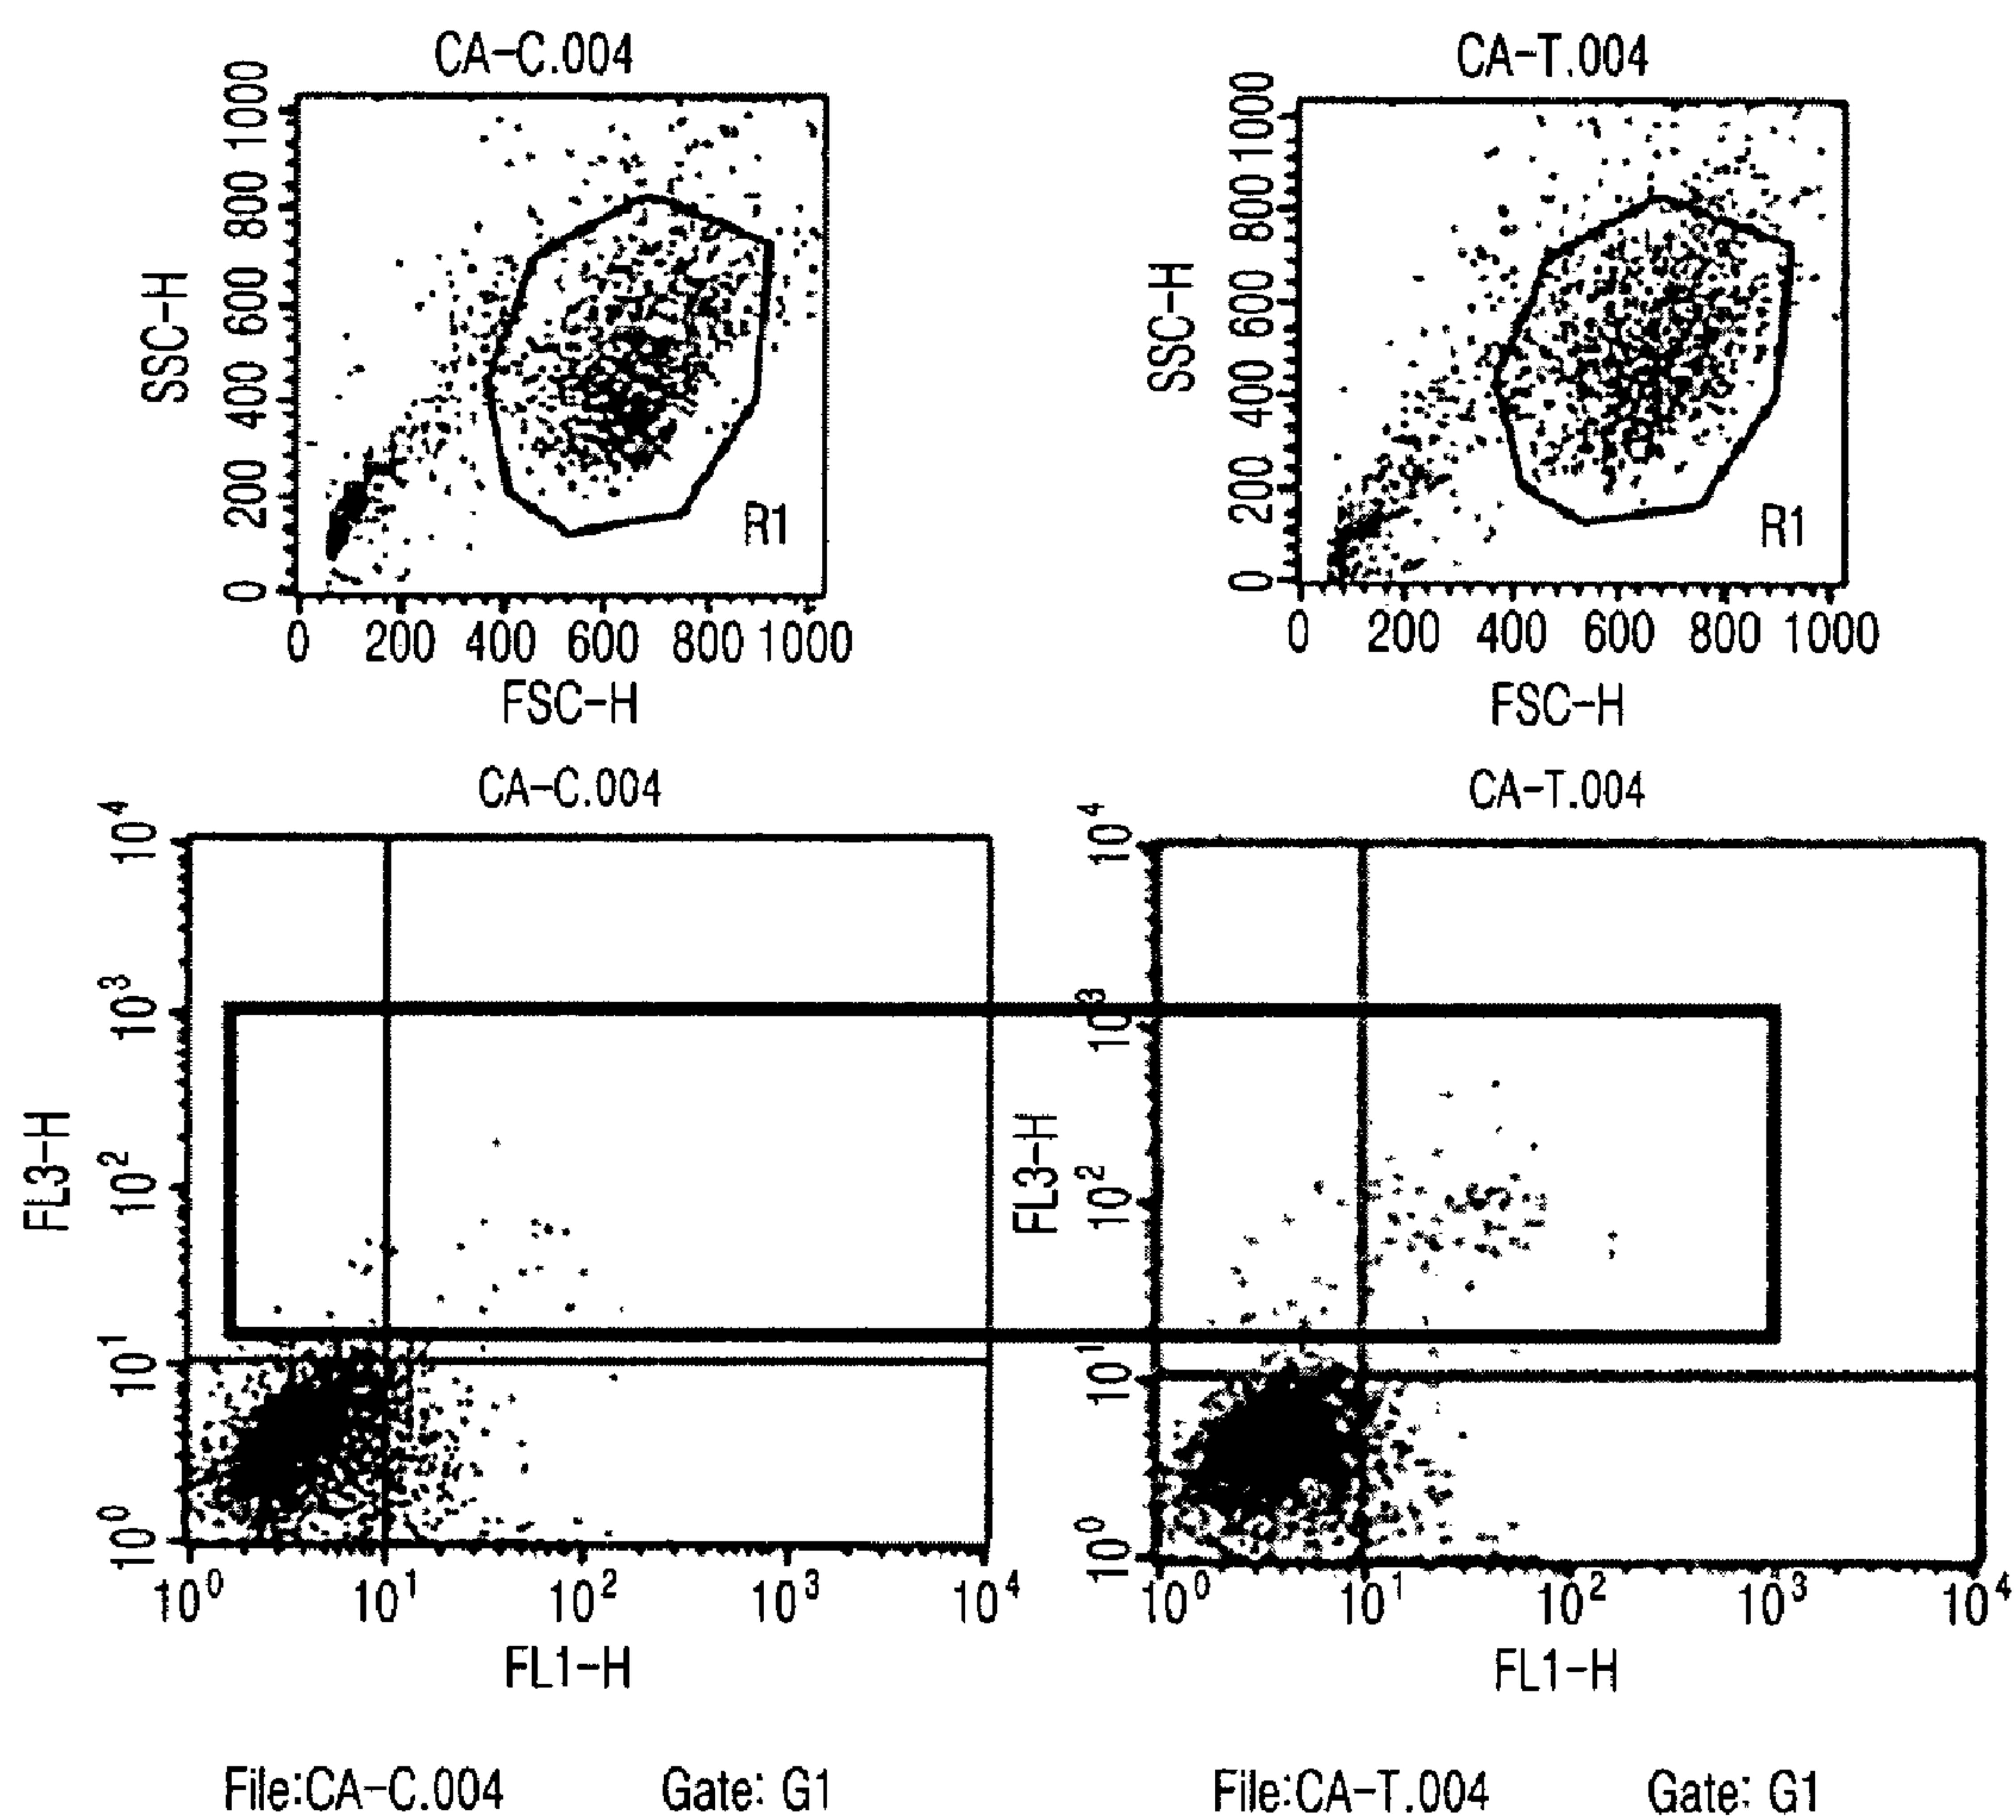 CA-C.004
CA-T.004
1000
800
600
400
200
0
SSC-H
0 200 400 600 800 1000
FSC-H
R1
1000
800
600
400
200
0
SSC-H
0 200 400 600 800 1000
FSC-H
R1
CA-C.004
CA-T.004
10⁴
10³
10²
10¹
10⁰
FL3-H
10⁰ 10¹ 10² 10³ 10⁴
FL1-H
10⁴
10³
10²
10¹
10⁰
FL3-H
10⁰ 10¹ 10² 10³ 10⁴
FL1-H
File:CA-C.004 Gate: G1
File:CA-T.004 Gate: G1